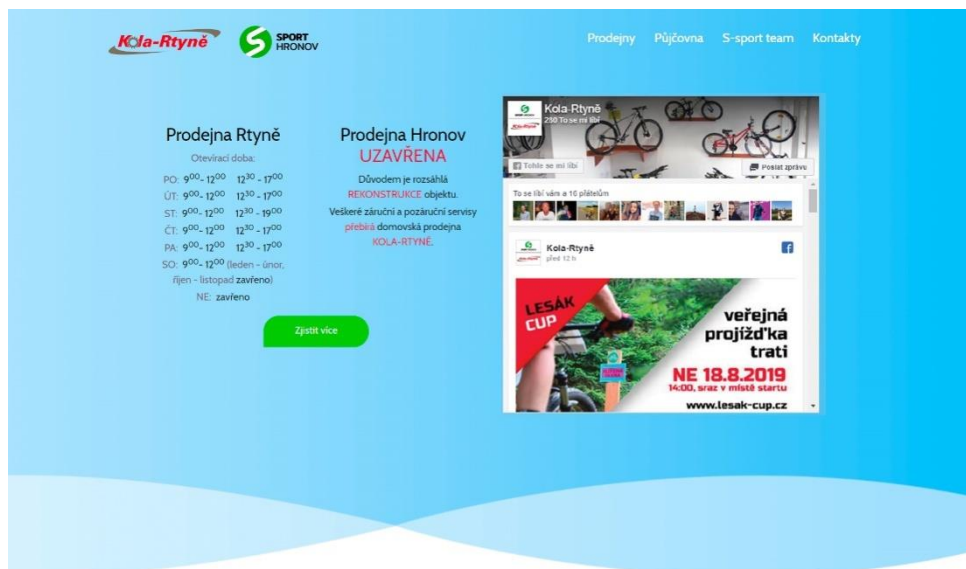 Kola-Rtyně
SPORT
HRONOV
Prodejny Půjčovna S-sport team Kontakty
Prodejna Rtyně
Otevírací doba:
PO: 9⁰⁰- 12⁰⁰ 12³⁰ - 17⁰⁰
ÚT: 9⁰⁰- 12⁰⁰ 12³⁰ - 17⁰⁰
ST: 9⁰⁰- 12⁰⁰ 12³⁰ - 19⁰⁰
ČT: 9⁰⁰- 12⁰⁰ 12³⁰ - 17⁰⁰
PA: 9⁰⁰- 12⁰⁰ 12³⁰ - 17⁰⁰
SO: 9⁰⁰- 12⁰⁰ (leden - únor,
říjen - listopad zavřeno)
NE: zavřeno
Prodejna Hronov
UZAVŘENA
Důvodem je rozsáhlá
REKONSTRUKCE objektu.
Veškeré záruční a pozáruční servisy
přebírá domovská prodejna
KOLA-RTYNĚ.
Zjistit více
Kola-Rtyně
280 To se mi líbí
Tohle se mi líbí
Poslat zprávu
To se líbí vám a 16 přátelům
Kola-Rtyně
před 12 h
LESÁK
CUP
veřejná
projížďka
trati
NE 18.8.2019
14:00, sraz v místě startu
www.lesak-cup.cz